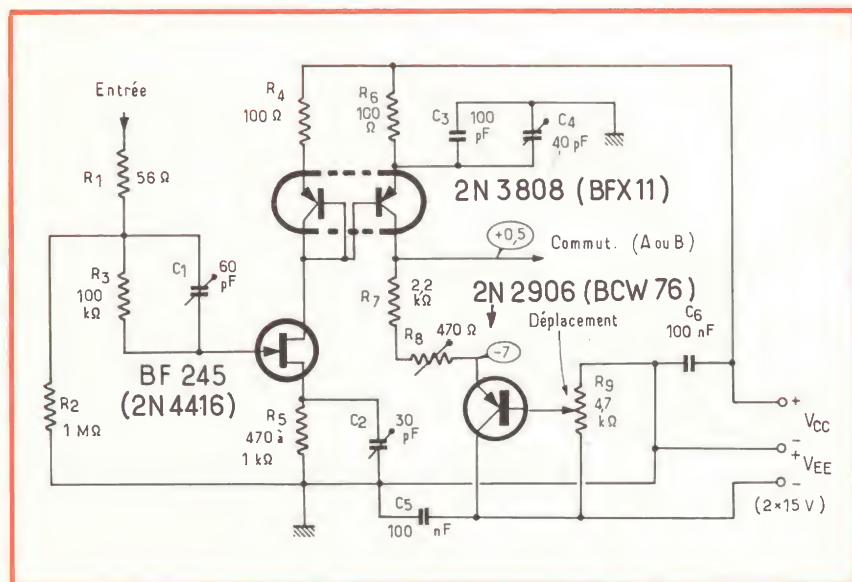 Entrée
R1
56 Ω
R4
100 Ω
R6
100
Ω
C3
100
pF
C4
40 pF
2N 3808 (BFX11)
+0,5
Commut. (A ou B)
R3
100
kΩ
C1
60
pF
R7
2,2
kΩ
2N 2906 (BCW 76)
R8
470 Ω
Déplacement
-7
C6
100 nF
BF 245
(2N 4416)
R9
4,7
kΩ
R2
1 MΩ
R5
470 à
1 kΩ
C2
30
pF
C5
100
nF
+
VCC
-
+
VEE
-
(2×15 V)